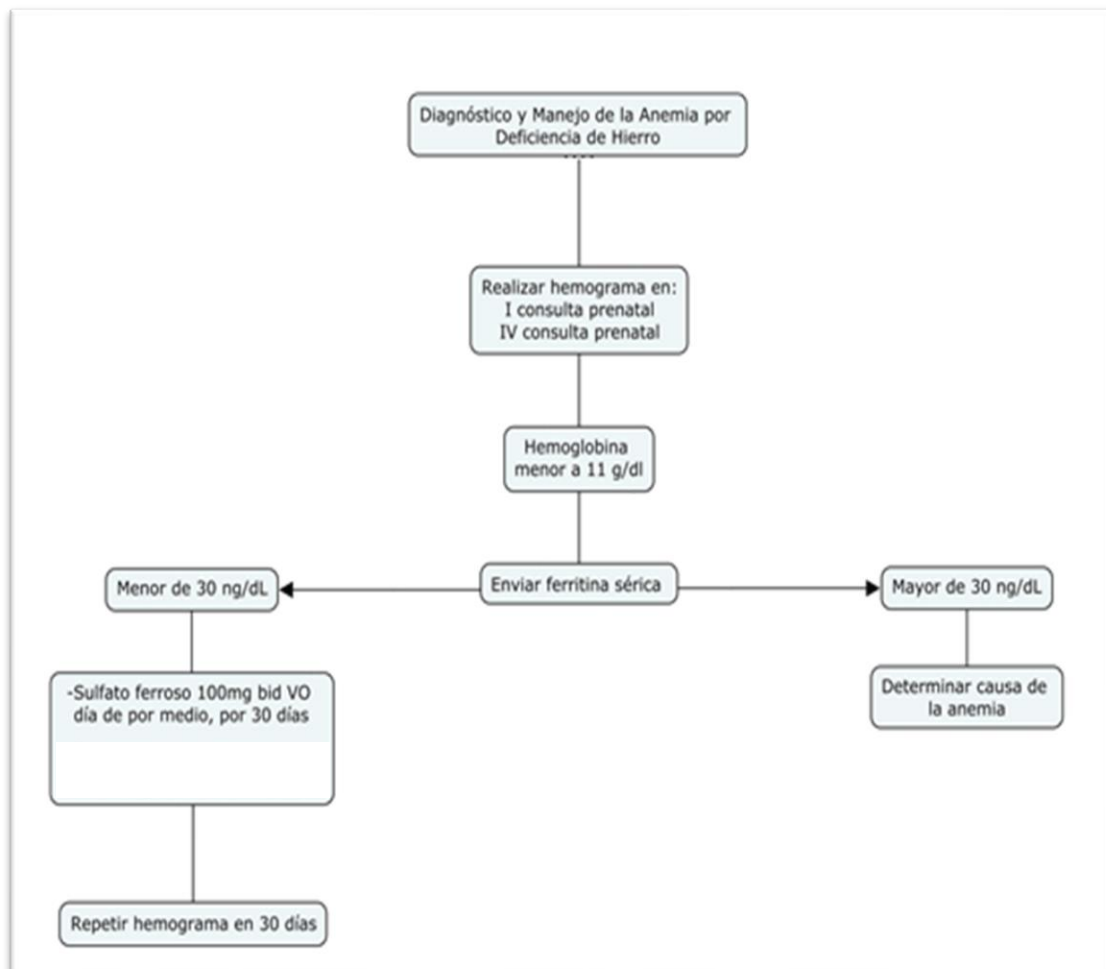 Diagnóstico y Manejo de la Anemia por
Deficiencia de Hierro
Realizar hemograma en:
I consulta prenatal
IV consulta prenatal
Hemoglobina
menor a 11 g/dl
Enviar ferritina sérica
Menor de 30 ng/dL
Mayor de 30 ng/dL
-Sulfato ferroso 100mg bid VO
día de por medio, por 30 días
Determinar causa de
la anemia
Repetir hemograma en 30 días